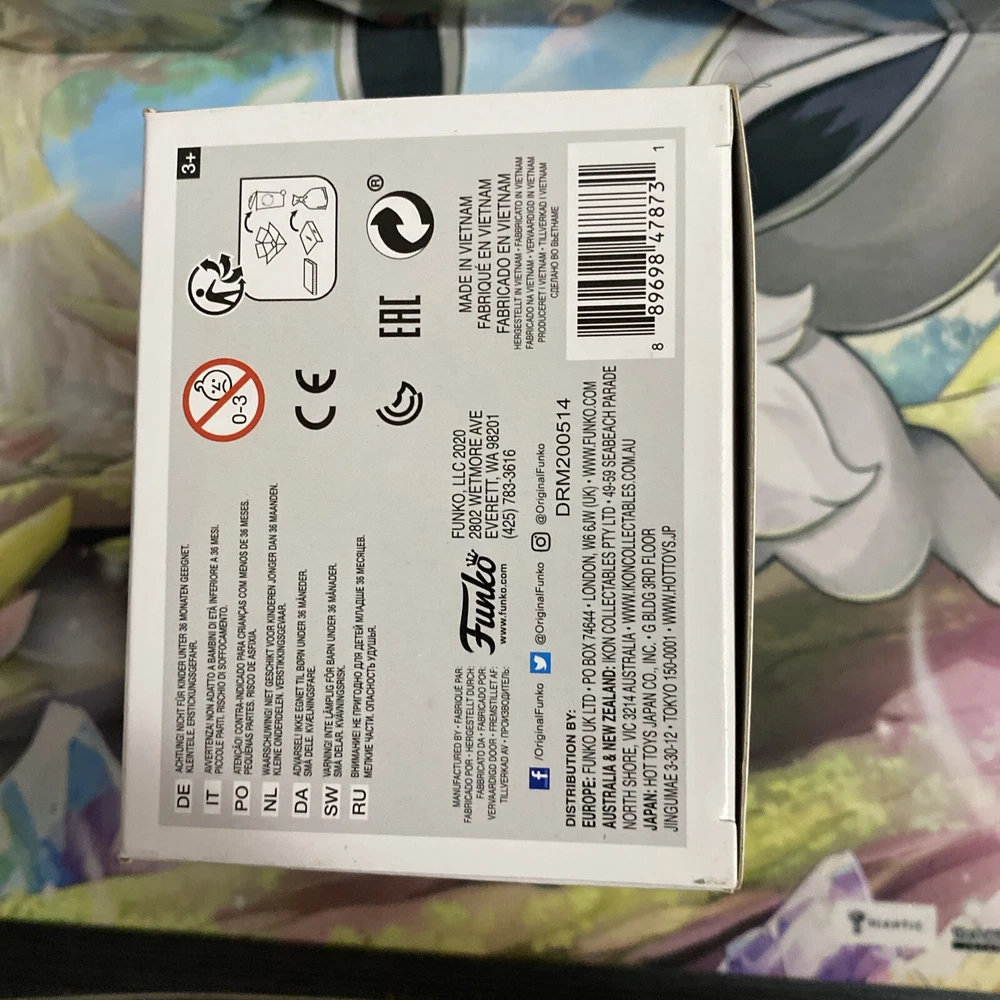 3+
DE ACHTUNG! NICHT FÜR KINDER UNTER 36 MONATEN GEEIGNET.
KLEINTEILE. ERSTICKUNGSGEFAHR.
IT AVVERTENZA! NON ADATTO A BAMBINI DI ETÀ INFERIORE A 36 MESI.
PICCOLE PARTI. RISCHIO DI SOFFOCAMENTO.
PO ATENÇÃO! CONTRA-INDICADO PARA CRIANÇAS COM MENOS DE 36 MESES.
PEQUENAS PARTES. RISCO DE ASFIXIA.
NL WAARSCHUWING! NIET GESCHIKT VOOR KINDEREN JONGER DAN 36 MAANDEN.
KLEINE ONDERDELEN. VERSTIKKINGSGEVAAR.
DA ADVARSEL! IKKE EGNET TIL BØRN UNDER 36 MÅNEDER.
SMÅ DELE. KVÆLNINGSFARE.
SW VARNING! INTE LÄMPLIG FÖR BARN UNDER 36 MÅNADER.
SMÅ DELAR. KVÄVNINGSRISK.
RU ВНИМАНИЕ! НЕ ПРИГОДНО ДЛЯ ДЕТЕЙ МЛАДШЕ 36 МЕСЯЦЕВ.
МЕЛКИЕ ЧАСТИ. ОПАСНОСТЬ УДУШЬЯ.
0-3
CE
EAC
®
MANUFACTURED BY • FABRIQUÉ PAR:
FABRICADO POR • HERGESTELLT DURCH:
FABBRICATO DA • FABRICADO POR:
VERVAARDIGD DOOR • FREMSTILLET AF:
TILLVERKAD AV • ПРОИЗВОДИТЕЛЬ:
Funko
www.funko.com
FUNKO, LLC 2020
2802 WETMORE AVE
EVERETT, WA 98201
(425) 783-3616
MADE IN VIETNAM
FABRIQUÉ EN VIETNAM
FABRICADO EN VIETNAM
HERGESTELLT IN VIETNAM • FABBRICATO IN VIETNAM
FABRICADO NA VIETNAM • VERVAARDIGD IN VIETNAM
PRODUCERET I VIETNAM • TILLVERKAD I VIETNAM
СДЕЛАНО ВО ВЬЕТНАМЕ
f /OriginalFunko @OriginalFunko @OriginalFunko
DRM200514
DISTRIBUTION BY:
EUROPE: FUNKO UK LTD • PO BOX 74644 • LONDON, W6 6JW (UK) • WWW.FUNKO.COM
AUSTRALIA & NEW ZEALAND: IKON COLLECTABLES PTY LTD • 49-59 SEABEACH PARADE
NORTH SHORE, VIC 3214 AUSTRALIA • WWW.IKONCOLLECTABLES.COM.AU
JAPAN: HOT TOYS JAPAN CO., INC. • G BLDG 3RD FLOOR
JINGUMAE 3-30-12 • TOKYO 150-0001 • WWW.HOTTOYS.JP
8 89698 47873 1
NIANTIC